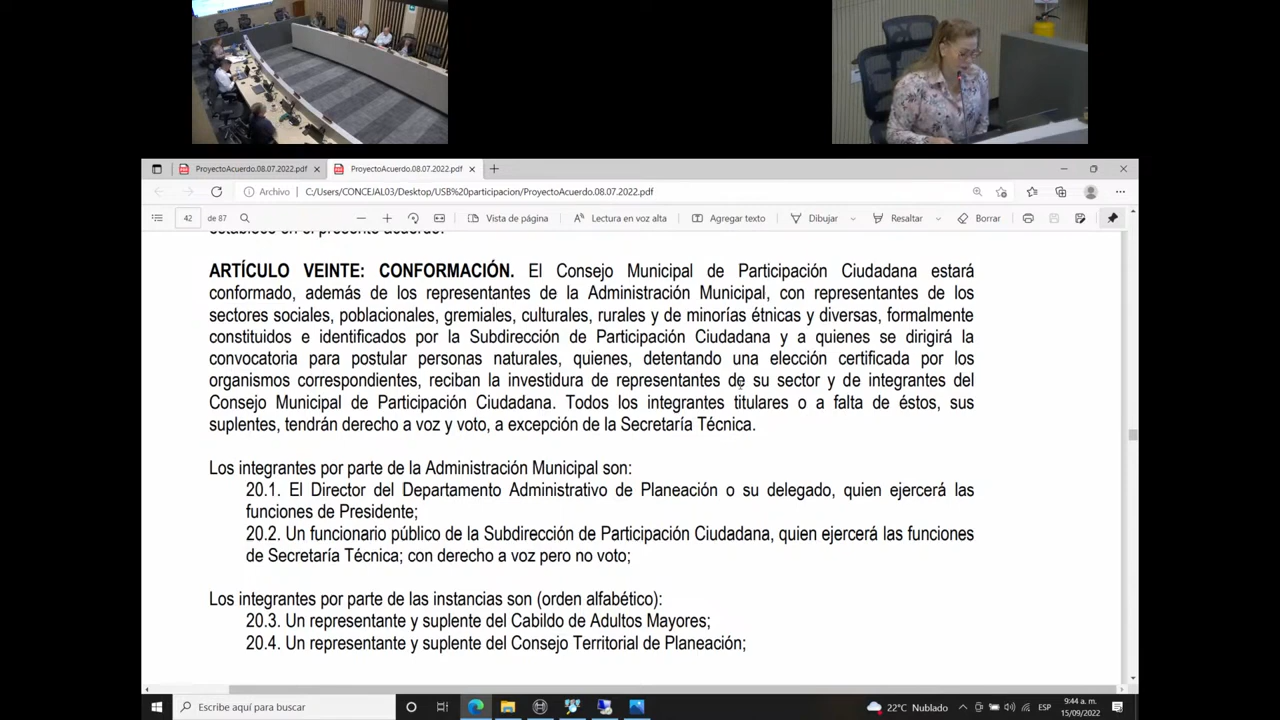 ProyectoAcuerdo.08.07.2022.pdf
ProyectoAcuerdo.08.07.2022.pdf
Archivo
C:/Users/CONCEJAL03/Desktop/USB%20participacion/ProyectoAcuerdo.08.07.2022.pdf
42 de 87
Vista de página
Lectura en voz alta
Agregar texto
Dibujar
Resaltar
Borrar
establece en el presente acuerdo.
ARTÍCULO VEINTE: CONFORMACIÓN. El Consejo Municipal de Participación Ciudadana estará
conformado, además de los representantes de la Administración Municipal, con representantes de los
sectores sociales, poblacionales, gremiales, culturales, rurales y de minorías étnicas y diversas, formalmente
constituidos e identificados por la Subdirección de Participación Ciudadana y a quienes se dirigirá la
convocatoria para postular personas naturales, quienes, detentando una elección certificada por los
organismos correspondientes, reciban la investidura de representantes de su sector y de integrantes del
Consejo Municipal de Participación Ciudadana. Todos los integrantes titulares o a falta de éstos, sus
suplentes, tendrán derecho a voz y voto, a excepción de la Secretaría Técnica.
Los integrantes por parte de la Administración Municipal son:
20.1. El Director del Departamento Administrativo de Planeación o su delegado, quien ejercerá las
funciones de Presidente;
20.2. Un funcionario público de la Subdirección de Participación Ciudadana, quien ejercerá las funciones
de Secretaría Técnica; con derecho a voz pero no voto;
Los integrantes por parte de las instancias son (orden alfabético):
20.3. Un representante y suplente del Cabildo de Adultos Mayores;
20.4. Un representante y suplente del Consejo Territorial de Planeación;
Escribe aquí para buscar
22°C Nublado
ESP
9:44 a. m.
15/09/2022